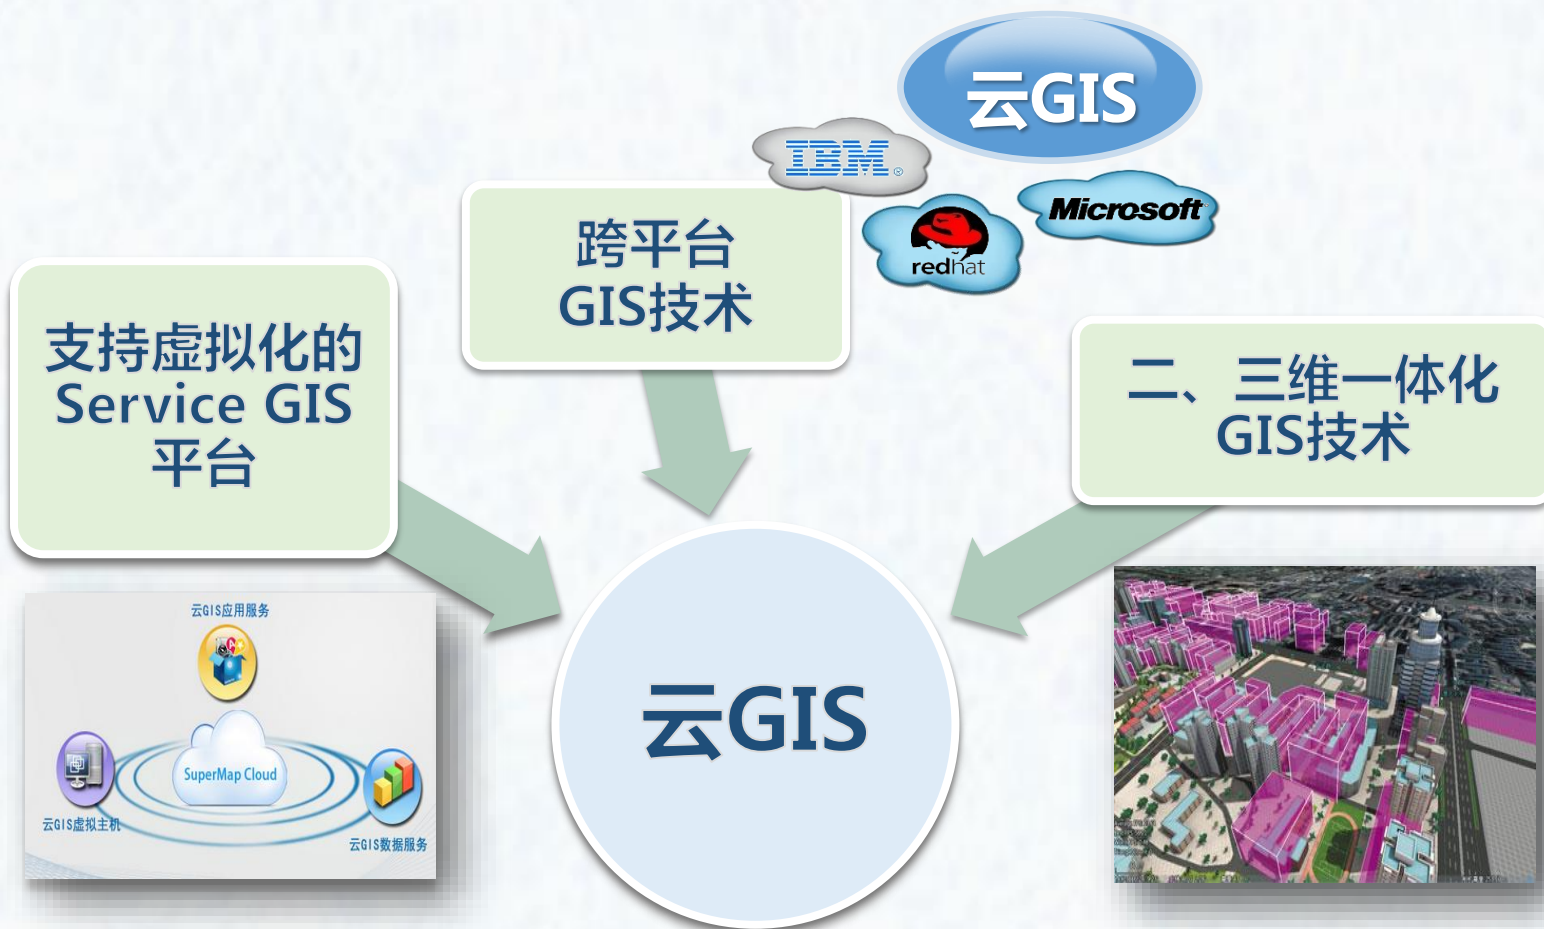 云GIS
IBM®
Microsoft
redhat
跨平台
GIS技术
支持虚拟化的
Service GIS
平台
二、三维一体化
GIS技术
云GIS
云GIS应用服务
SuperMap Cloud
云GIS虚拟主机
云GIS数据服务